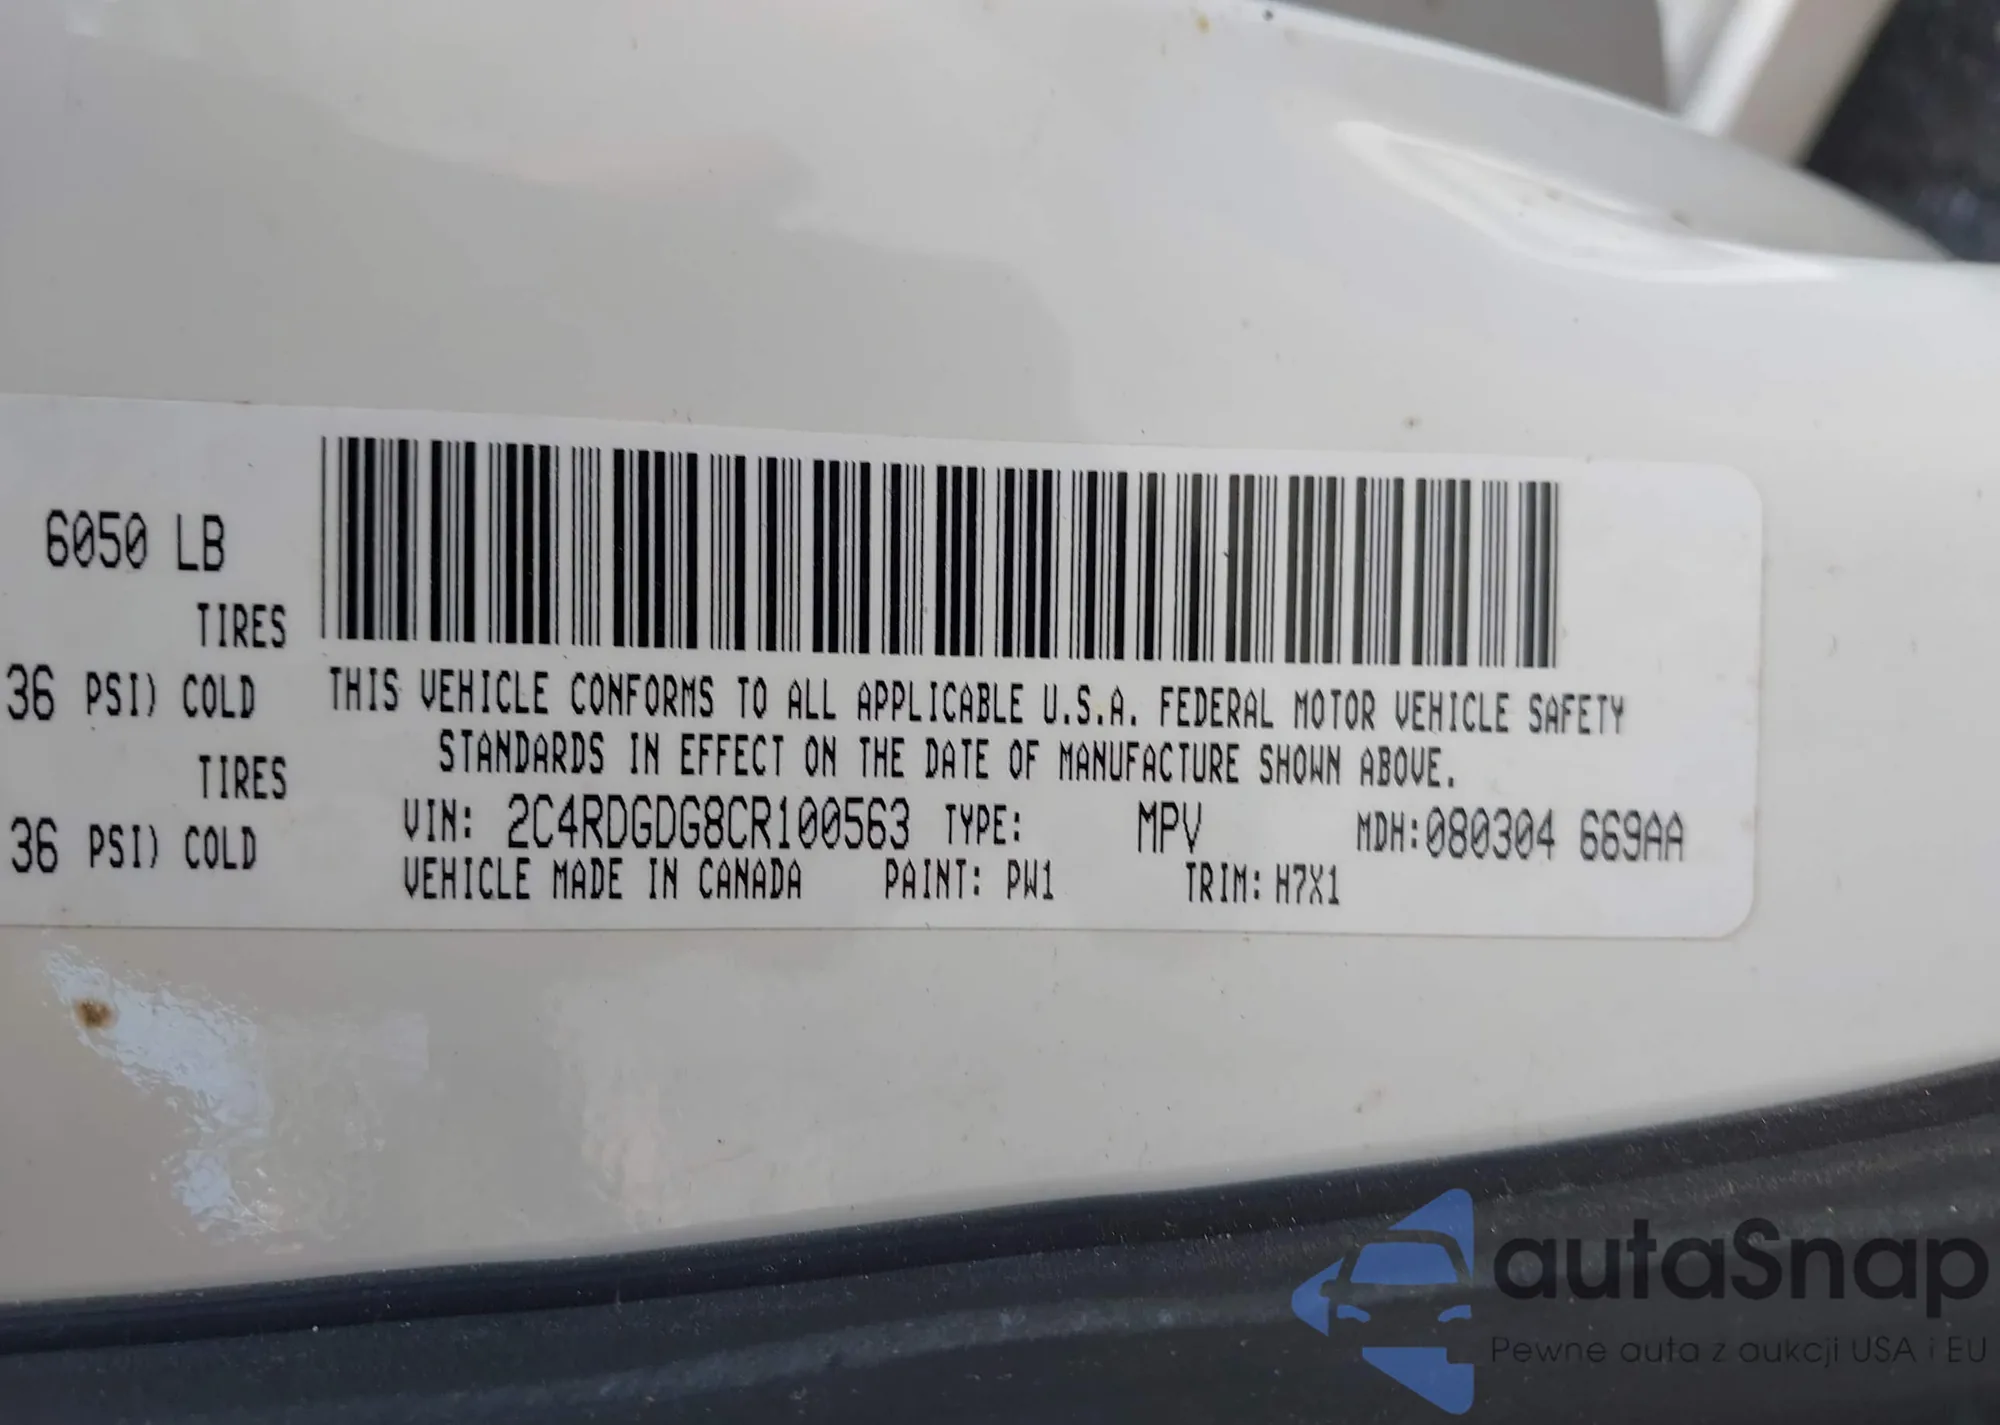 6050 LB
TIRES
36 PSI) COLD
TIRES
36 PSI) COLD
THIS VEHICLE CONFORMS TO ALL APPLICABLE U.S.A. FEDERAL MOTOR VEHICLE SAFETY
STANDARDS IN EFFECT ON THE DATE OF MANUFACTURE SHOWN ABOVE.
VIN: 2C4RDGDG8CR100563 TYPE: MPV MDH:080304 669AA
VEHICLE MADE IN CANADA PAINT: PW1 TRIM: H7X1
autaSnap
Pewne auta z aukcji USA i EU